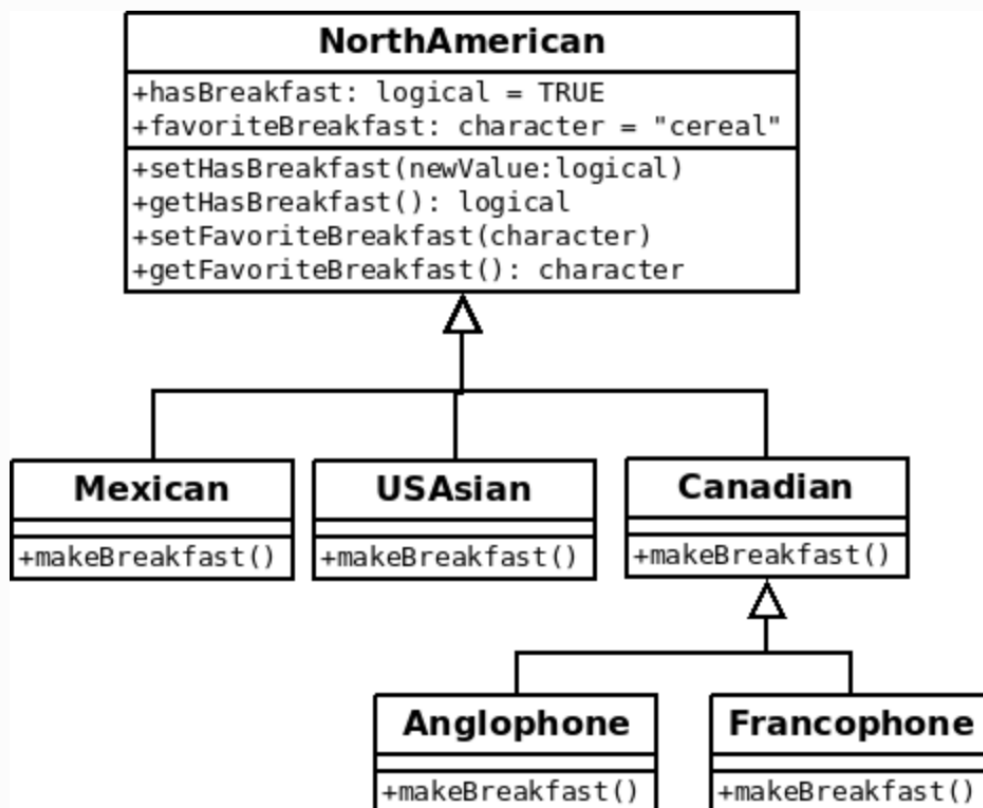 NorthAmerican
+hasBreakfast: logical = TRUE
+favoriteBreakfast: character = "cereal"
+setHasBreakfast(newValue:logical)
+getHasBreakfast(): logical
+setFavoriteBreakfast(character)
+getFavoriteBreakfast(): character
Mexican
+makeBreakfast()
USAsian
+makeBreakfast()
Canadian
+makeBreakfast()
Anglophone
+makeBreakfast()
Francophone
+makeBreakfast()